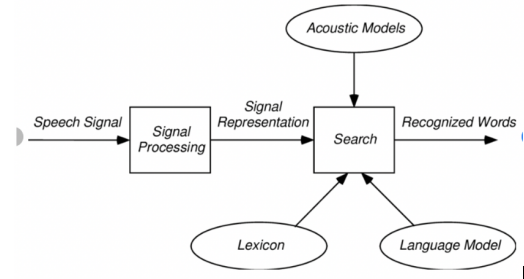 Acoustic Models
Speech Signal
Signal
Processing
Signal
Representation
Search
Recognized Words
Lexicon
Language Model